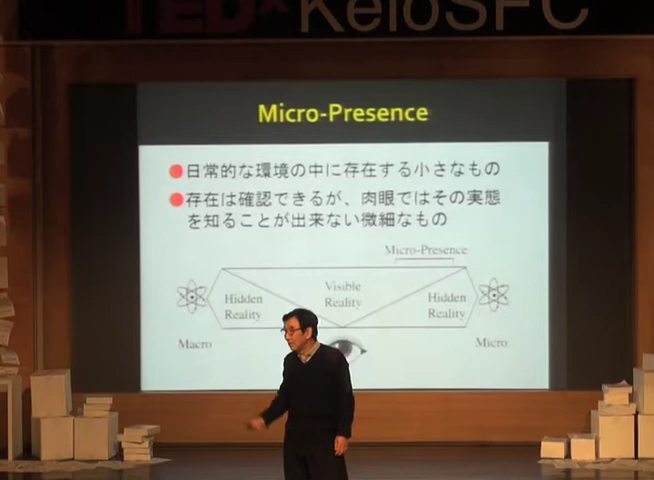 TEDx KeioSFC
Micro-Presence
●日常的な環境の中に存在する小さなもの
●存在は確認できるが、肉眼ではその実態
を知ることが出来ない微細なもの
Micro-Presence
Hidden
Reality
Visible
Reality
Hidden
Reality
Macro
Micro